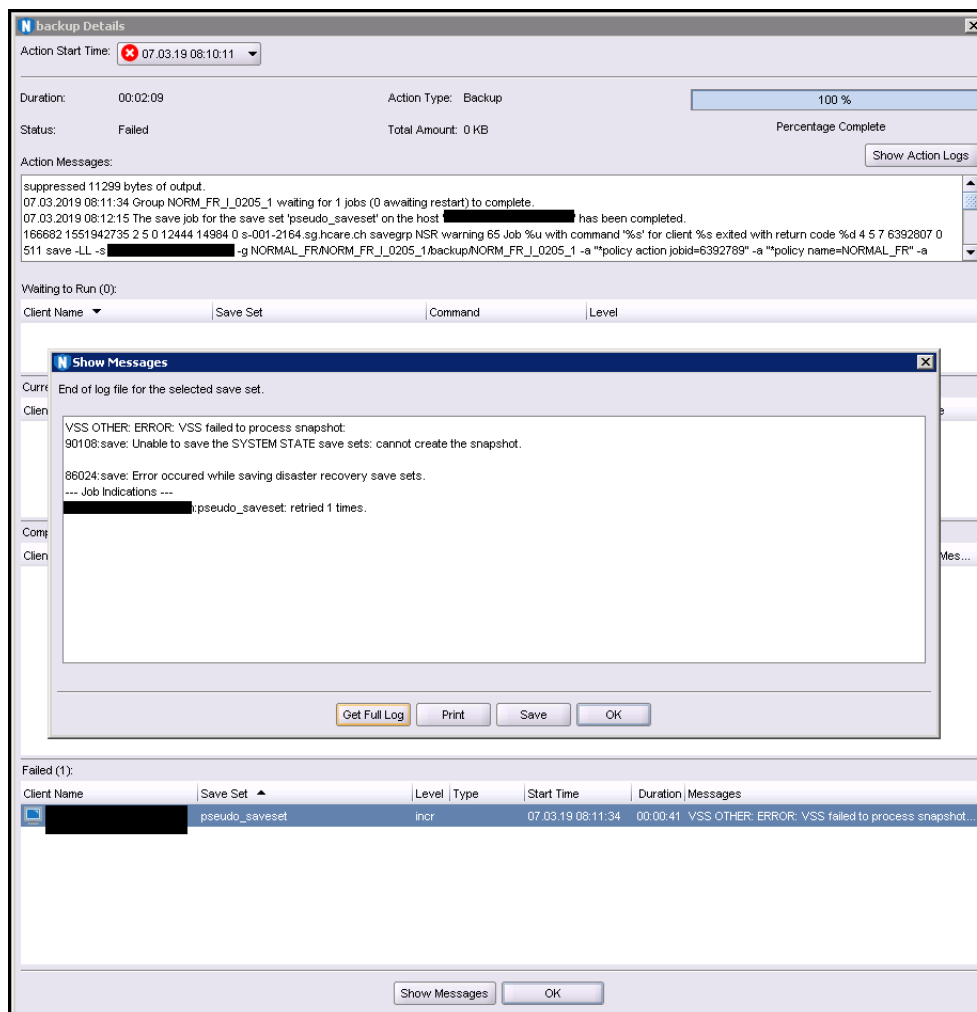 backup Details
Action Start Time: 07.03.19 08:10:11
Duration: 00:02:09 Action Type: Backup 100 %
Status: Failed Total Amount: 0 KB Percentage Complete
Action Messages: Show Action Logs
suppressed 11299 bytes of output.
07.03.2019 08:11:34 Group NORM_FR_I_0205_1 waiting for 1 jobs (0 awaiting restart) to complete.
07.03.2019 08:12:15 The save job for the save set 'pseudo_saveset' on the host ' ' has been completed.
166682 1551942735 2 5 0 12444 14984 0 s-001-2164.sg.hcare.ch savegrp NSR warning 65 Job %u with command '%s' for client %s exited with return code %d 4 5 7 6392807 0
511 save -LL -s -g NORMAL_FR/NORM_FR_I_0205_1/backup/NORM_FR_I_0205_1 -a "*policy action jobid=6392789" -a "*policy name=NORMAL_FR" -a
Waiting to Run (0):
Client Name Save Set Command Level
Show Messages
Curre
End of log file for the selected save set.
Clien e
VSS OTHER: ERROR: VSS failed to process snapshot:
90108:save: Unable to save the SYSTEM STATE save sets: cannot create the snapshot.
86024:save: Error occured while saving disaster recovery save sets.
--- Job Indications ---
:pseudo_saveset: retried 1 times.
Comp
Clien Mes...
Get Full Log Print Save OK
Failed (1):
Client Name Save Set Level Type Start Time Duration Messages
pseudo_saveset incr 07.03.19 08:11:34 00:00:41 VSS OTHER: ERROR: VSS failed to process snapshot...
Show Messages OK